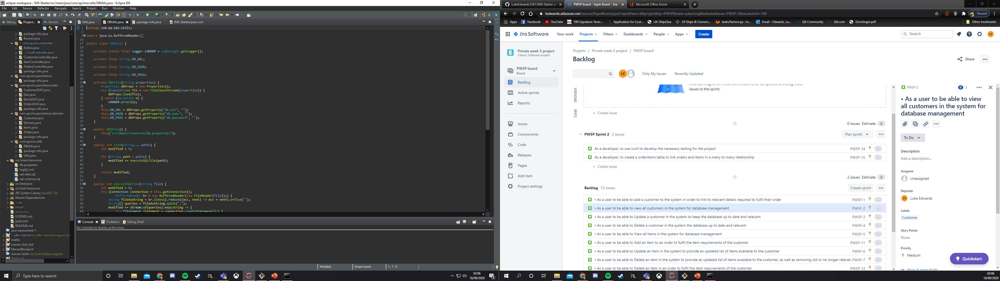 eclipse-workspace - IMS-Starter/src/main/java/com/qa/ims/utils/DBUtils.java - Eclipse IDE
File Edit Source Refactor Navigate Search Project Run Window Help
Debug Project... Servers
package-info.java
Runner.java
> com.qa.ims.controller
Action.java
> CrudController.java
CustomerController.java
ItemController.java
OrdersController.java
package-info.java
com.qa.ims.persistence
package-info.java
com.qa.ims.persistence.dao
CustomerDAO.java
Dao.java
ItemsDAO.java
OrdersDAO.java
package-info.java
com.qa.ims.persistence.domain
Customer.java
Domain.java
Items.java
Orders.java
package-info.java
com.qa.ims.utils
DBUtils.java
package-info.java
Utils.java
src/main/resources
db.properties
log4j2.xml
sql-data.sql
sql-schema.sql
src/test/java
src/test/resources
JRE System Library [JavaSE-1.8]
Maven Dependencies
> src
target
errors.log
LICENSE.md
pom.xml
README.md
java-assessment-1
> jdbc-tutorial (in jdbc-tutorial-august) [jd
maths
maven_first_test
MavenBlackjack
maven-tester (in junit-testers-august)
Optionals
Utils.java DBUtils.java package-info.java IMS-Starter/pom.xml
1 package com.qa.ims.utils;
2
3 import java.io.BufferedReader;
16
17 public class DBUtils {
18
19 private static final Logger LOGGER = LogManager.getLogger();
20
21 private final String DB_URL;
22
23 private final String DB_USER;
24
25 private final String DB_PASS;
26
27 private DBUtils(String properties) {
28 Properties dbProps = new Properties();
29 try (InputStream fis = new FileInputStream(properties)) {
30 dbProps.load(fis);
31 } catch (Exception e) {
32 LOGGER.error(e);
33 }
34 this.DB_URL = dbProps.getProperty("db.url", "");
35 this.DB_USER = dbProps.getProperty("db.user", "");
36 this.DB_PASS = dbProps.getProperty("db.password", "");
37 }
38
39 public DBUtils() {
40 this("src/main/resources/db.properties");
41 }
42
43 public int init(String... paths) {
44 int modified = 0;
45
46 for (String path : paths) {
47 modified += executeSQLFile(path);
48 }
49
50 return modified;
51 }
52
53 public int executeSQLFile(String file) {
54 int modified = 0;
55 try (Connection connection = this.getConnection();
56 BufferedReader br = new BufferedReader(new FileReader(file));) {
57 String fileAsString = br.lines().reduce((acc, next) -> acc + next).orElse("");
58 String[] queries = fileAsString.split(";");
59 modified += Stream.of(queries).map(string -> {
60 try (Statement statement = connection.createStatement();) {
Console Problems Debug Shell
No consoles to display at this time.
Writable Smart Insert 1 : 1 : 0
Type here to search
02:06
18/09/2020
2
LukeEdwards1261/IMS-Starter at PW5P board - Agile Board - Jira Microsoft Office Home
ledwards.atlassian.net/secure/RapidBoard.jspa?rapidView=6&projectKey=PW5P&view=planning&selectedIssue=PW5P-2&issueLimit=100
Paused
Apps Facebook YouTube 100 Signature Taver... Application for Cust... UA-ShipsSea Of Ships & Cannon... tasks/factors.py · m... Email - Edwards, Lu... QA Community QA.com Gunslinger.pdf Other bookmarks
Jira Software Your work Projects Filters Dashboards People Apps Create Search LE
Private week 5 project
Classic software project
PW5P board
Board
Backlog
Active sprints
Reports
Issues
Components
Code
Releases
Pages
Add item
Project settings
Projects / Private week 5 project / PW5P board
Backlog
Share
LE Only My Issues Recently Updated
VERSIONS
EPICS
As a team, agree on what work needs to be completed, and drag these
issues to the sprint.
+ Create issue
0 issues Estimate 0
PW5P Sprint 2 2 issues Plan sprint
As a developer, to use Junit to develop the necessary testing for the project PW5P-14 -
As a developer, to create a orderitems table to link orders and items in a many to many relationship PW5P-15 -
+ Create issue
2 issues Estimate 0
Backlog 13 issues Create sprint
• As a user to be able to add a customer to the system in order to link to relevant details required to fulfil their order PW5P-1 -
• As a user to be able to view all customers in the system for database management PW5P-2 -
• As a user to be able to Update a customer in the system to keep the database up to date and relevant PW5P-3 -
• As a user to be able to Delete a customer in the system the database up to date and relevant PW5P-4 -
• As a user to be able to View all items in the system for database management PW5P-5 -
• As a user to be able to Add an item to an order to fulfil the item requirements of the customer PW5P-11 -
• As a user to be able to Update an item in the system to provide an updated list of items available to the customer PW5P-6 -
• As a user to be able to Delete an item in the system to provide an updated list of items available to the customer, as well as removing old or no longer relevan PW5P-7 -
• As a user to be able to Delete an item in an order to fulfil the item requirements of the customer PW5P-13 -
PW5P-2 1
• As a user to be able to view
all customers in the system for
database management
To Do
Description
Add a description...
Assignee
Unassigned
Reporter
LE Luke Edwards
Labels
Customer
Story Points
None
Priority
Medium
Show 6 more fields
Quickstart
02:06
18/09/2020